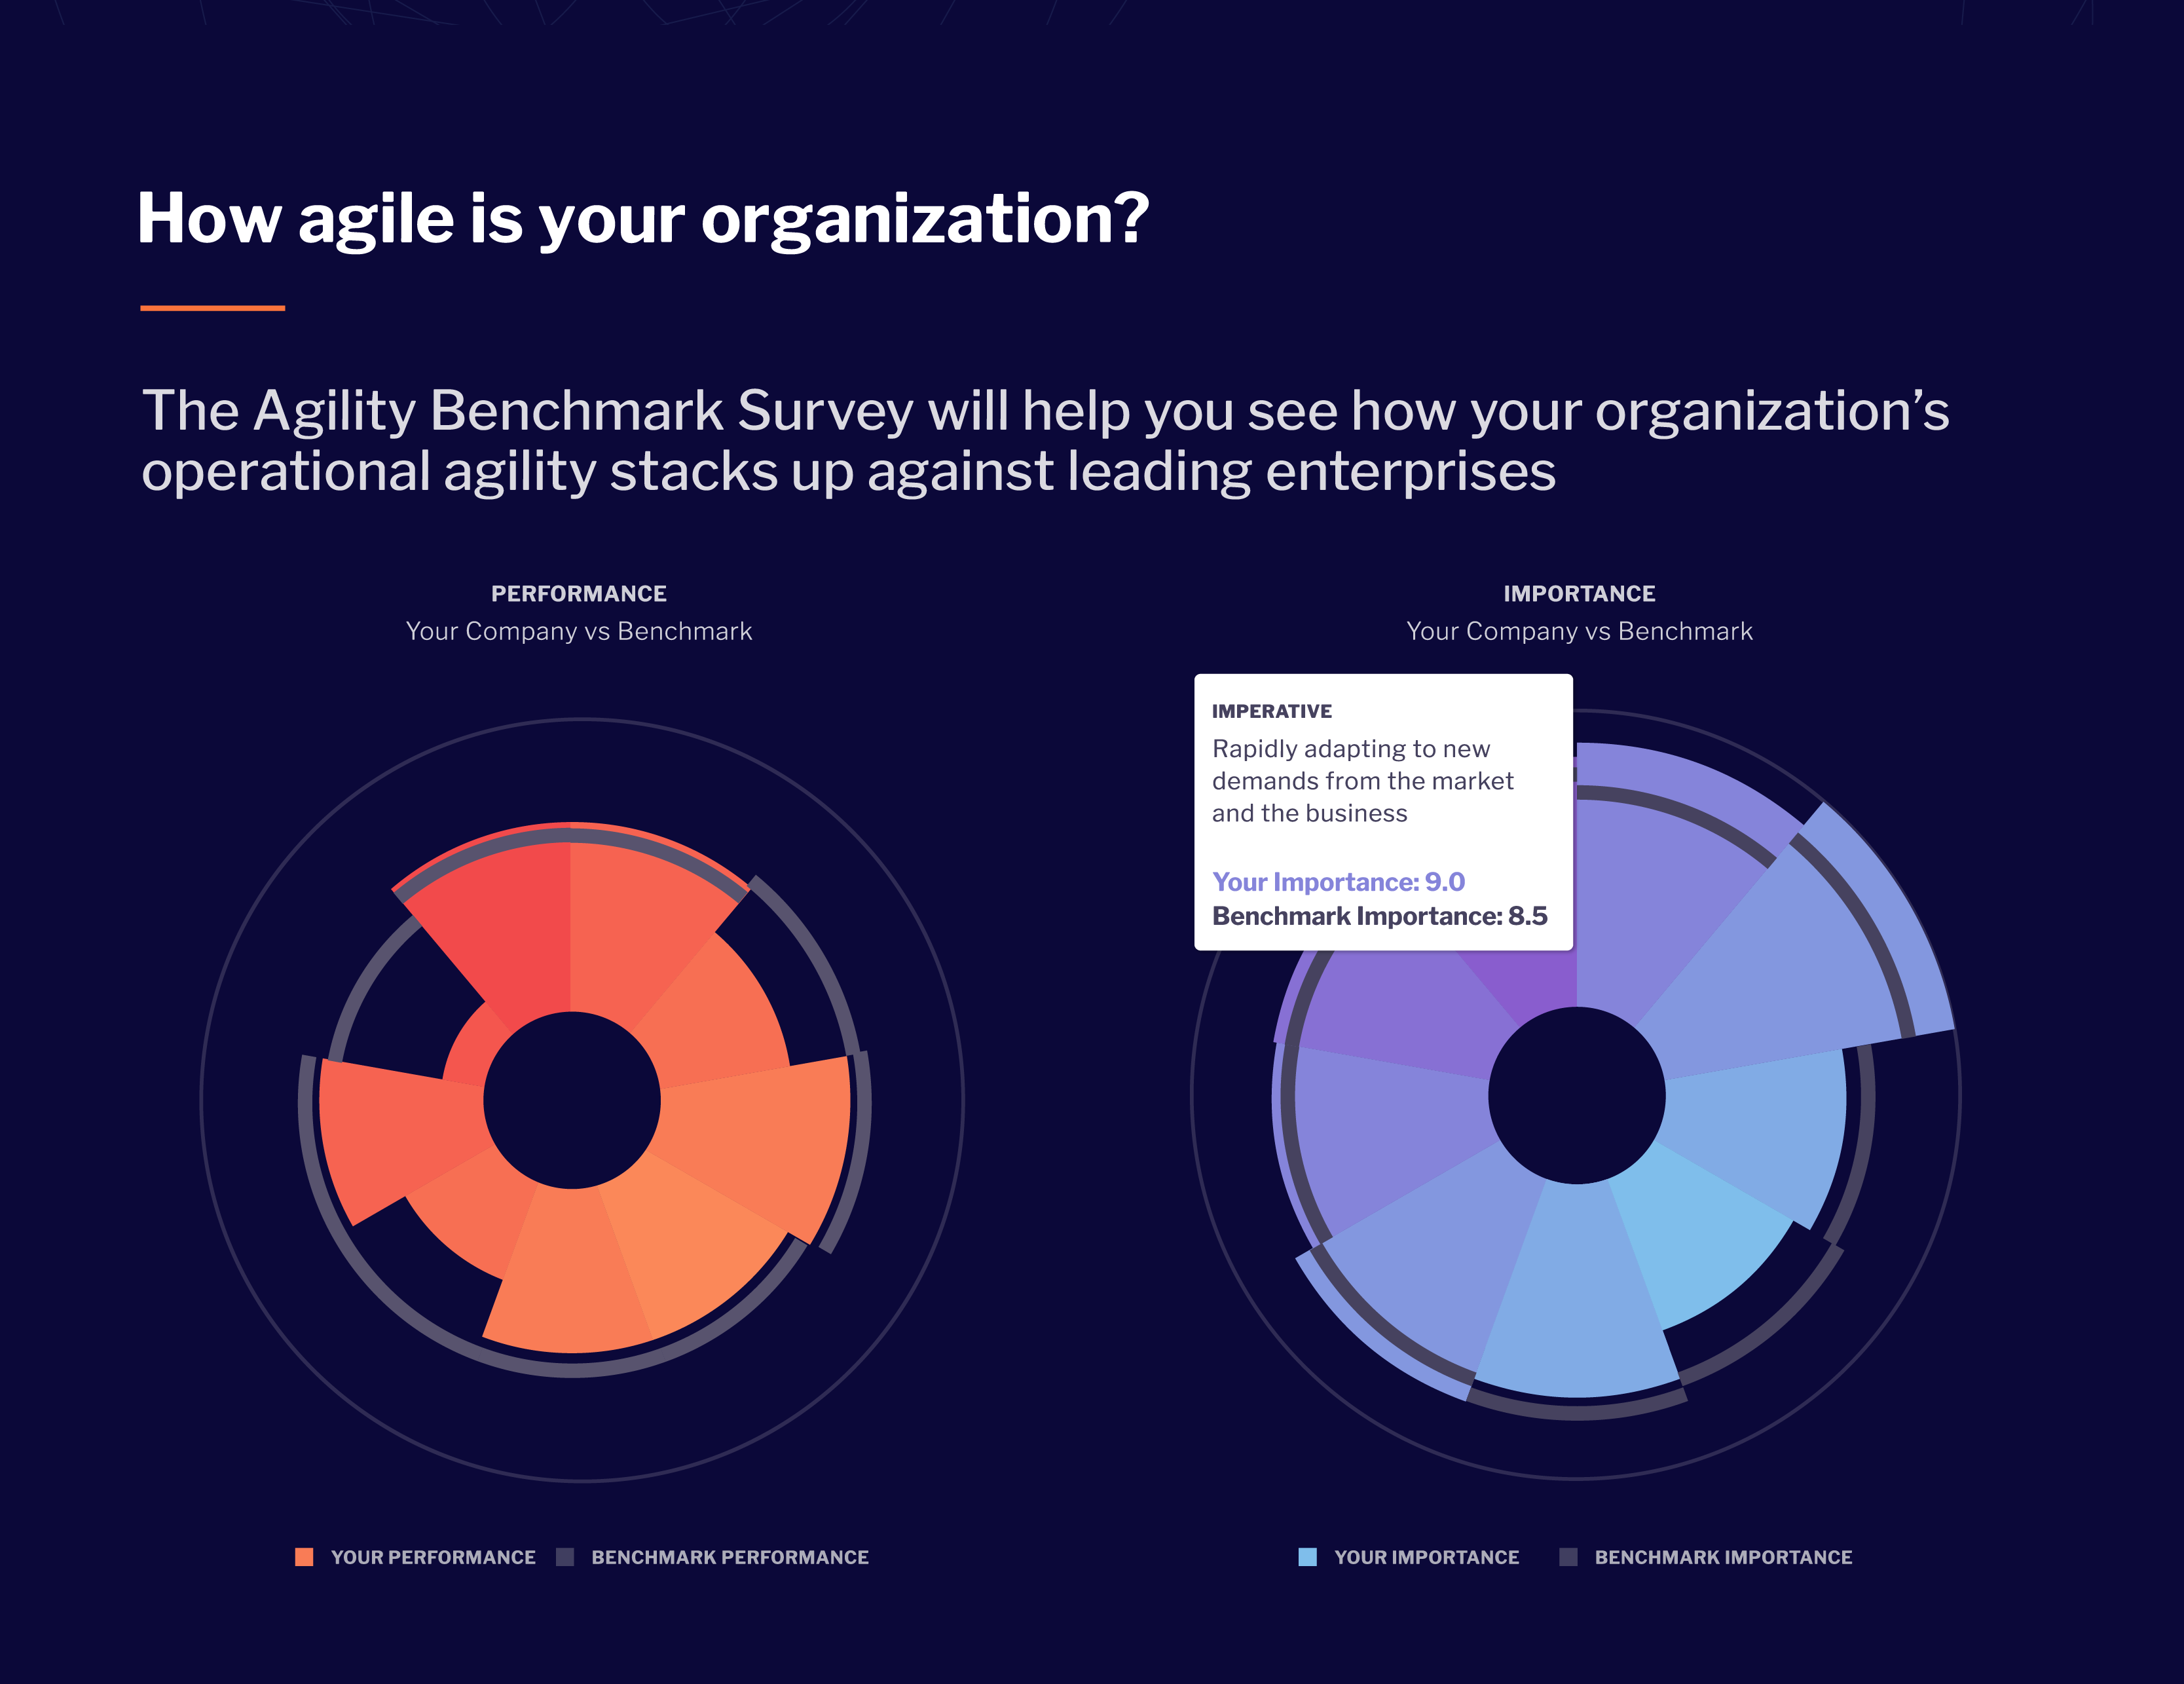 How agile is your organization?
The Agility Benchmark Survey will help you see how your organization’s
operational agility stacks up against leading enterprises
PERFORMANCE
Your Company vs Benchmark
IMPORTANCE
Your Company vs Benchmark
IMPERATIVE
Rapidly adapting to new
demands from the market
and the business
Your Importance: 9.0
Benchmark Importance: 8.5
YOUR PERFORMANCE
BENCHMARK PERFORMANCE
YOUR IMPORTANCE
BENCHMARK IMPORTANCE